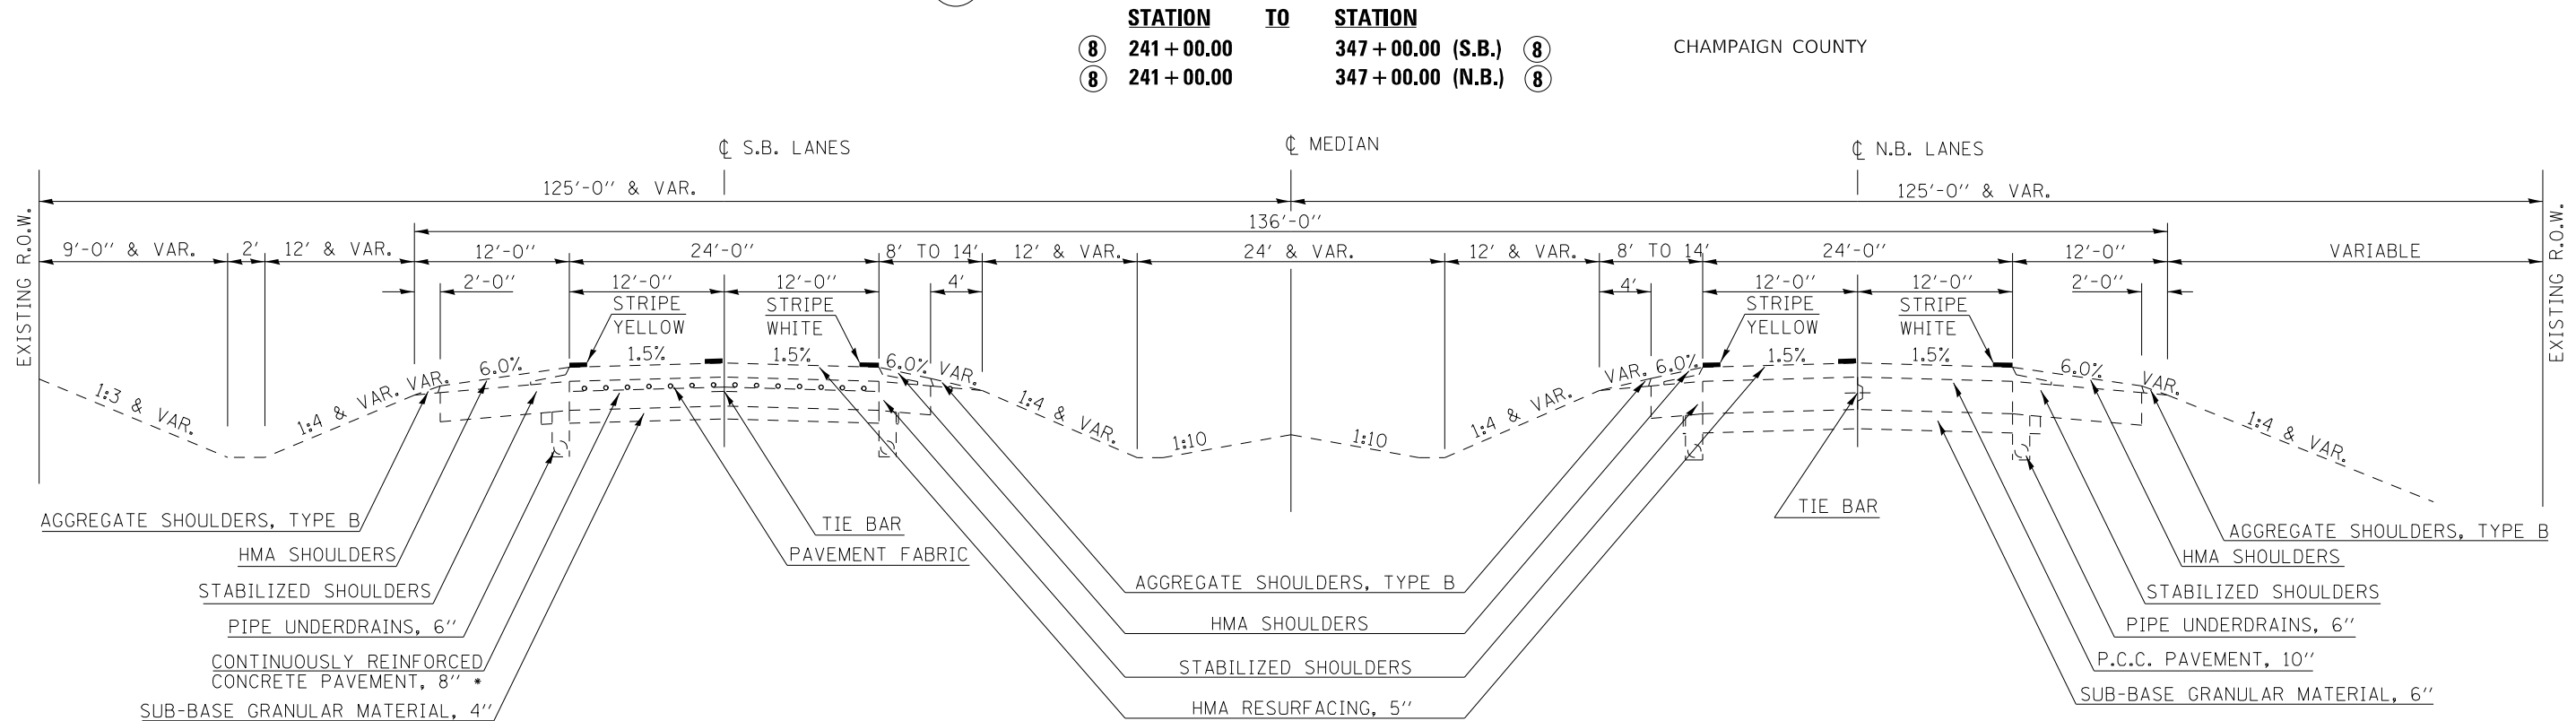 STATION TO STATION
8 241+00.00 347+00.00 (S.B.) 8
CHAMPAIGN COUNTY
8 241+00.00 347+00.00 (N.B.) 8
℄ S.B. LANES
℄ MEDIAN
℄ N.B. LANES
125'-0" & VAR.
125'-0" & VAR.
136'-0"
EXISTING R.O.W.
9'-0" & VAR.
2'
12' & VAR.
12'-0"
24'-0"
8' TO 14'
12' & VAR.
24' & VAR.
12' & VAR.
8' TO 14'
24'-0"
12'-0"
VARIABLE
EXISTING R.O.W.
2'-0"
12'-0"
12'-0"
4'
4'
12'-0"
12'-0"
2'-0"
STRIPE
YELLOW
STRIPE
WHITE
STRIPE
YELLOW
STRIPE
WHITE
1:3 & VAR.
1:4 & VAR.
VAR.
6.0%
1.5%
1.5%
6.0%
VAR.
1:4 & VAR.
1:10
1:10
1:4 & VAR.
VAR.
6.0%
1.5%
1.5%
6.0%
VAR.
1:4 & VAR.
AGGREGATE SHOULDERS, TYPE B
HMA SHOULDERS
STABILIZED SHOULDERS
PIPE UNDERDRAINS, 6"
CONTINUOUSLY REINFORCED
CONCRETE PAVEMENT, 8" *
SUB-BASE GRANULAR MATERIAL, 4"
TIE BAR
PAVEMENT FABRIC
AGGREGATE SHOULDERS, TYPE B
HMA SHOULDERS
STABILIZED SHOULDERS
HMA RESURFACING, 5"
TIE BAR
AGGREGATE SHOULDERS, TYPE B
HMA SHOULDERS
STABILIZED SHOULDERS
PIPE UNDERDRAINS, 6"
P.C.C. PAVEMENT, 10"
SUB-BASE GRANULAR MATERIAL, 6"